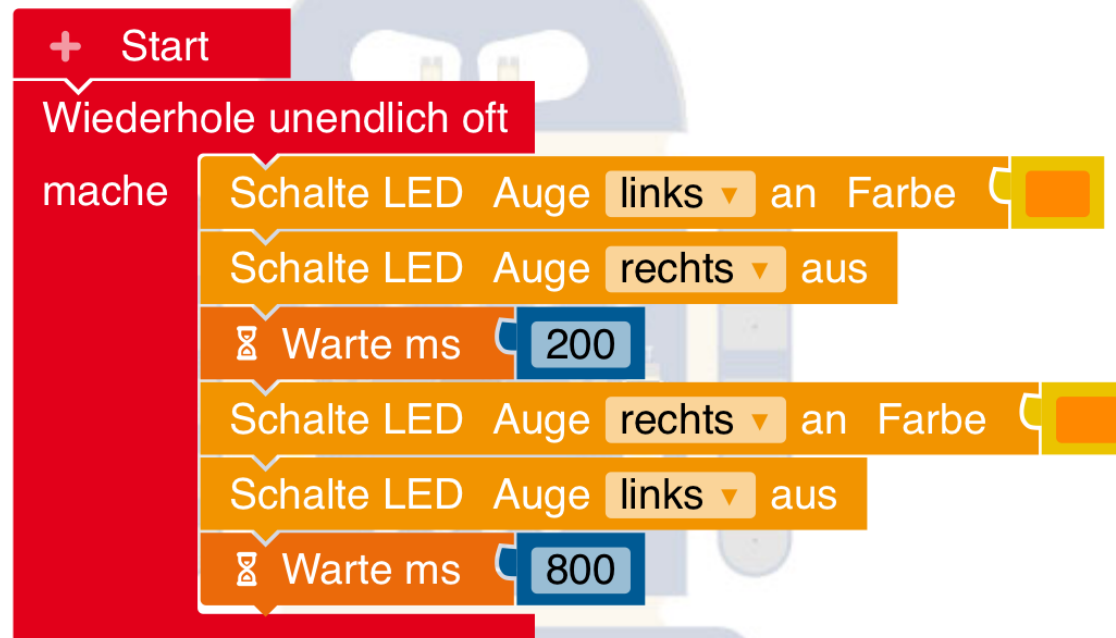 + Start
Wiederhole unendlich oft
mache Schalte LED Auge links ▾ an Farbe
Schalte LED Auge rechts ▾ aus
Warte ms 200
Schalte LED Auge rechts ▾ an Farbe
Schalte LED Auge links ▾ aus
Warte ms 800